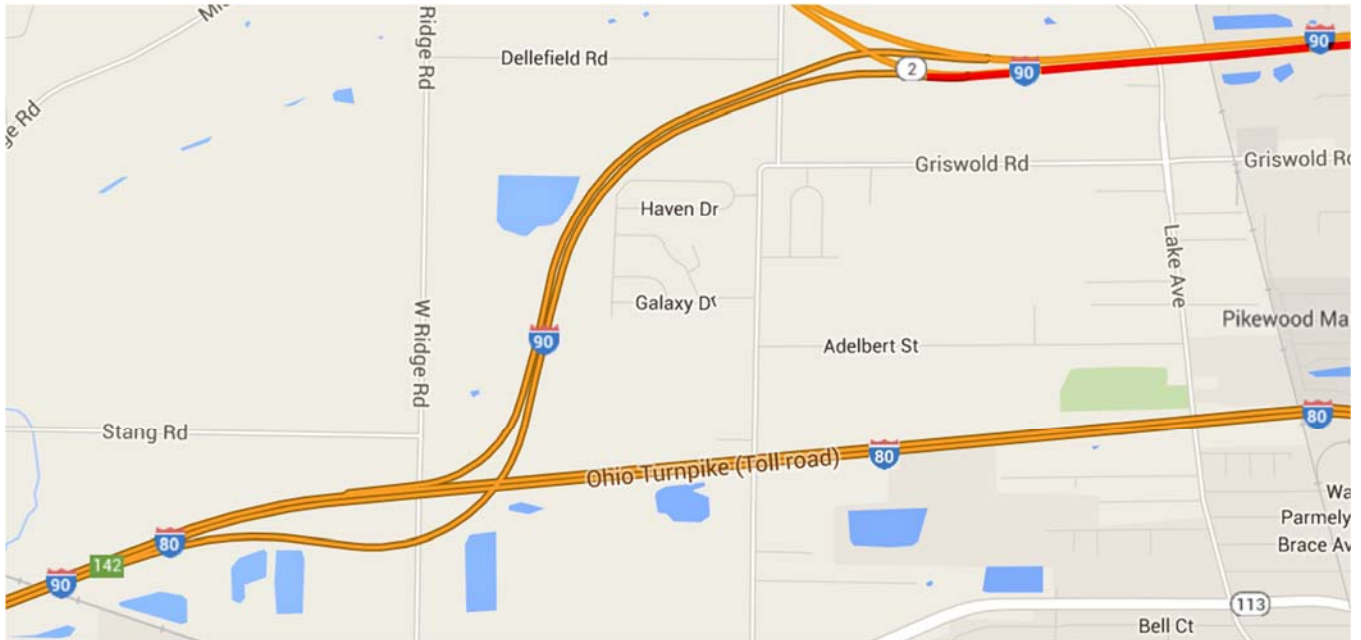 Ridge Rd
90
Dellefield Rd
2
90
Griswold Rd
Griswold Rd
Haven Dr
Lake Ave
Galaxy Dr
W Ridge Rd
90
Pikewood Ma
Adelbert St
80
Stang Rd
80
Ohio Turnpike (Toll road)
Wa
Parmely
80
Brace Av
142
90
113
Bell Ct